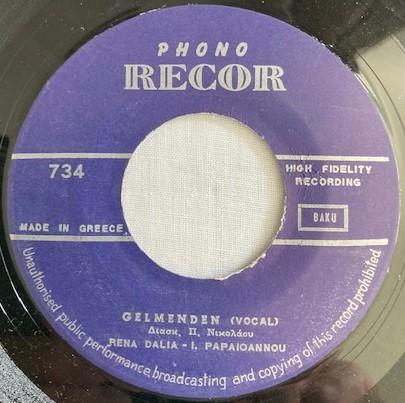 PHONO
RECOR
734
HIGH FIDELITY
RECORDING
BAKU
MADE IN GREECE
GELMENDEN (VOCAL)
Διασκ, Π, Νικολάου
RENA DALIA - I, PAPAIOANNOU
Unauthorised public performance, broadcasting and copying of this record prohibited